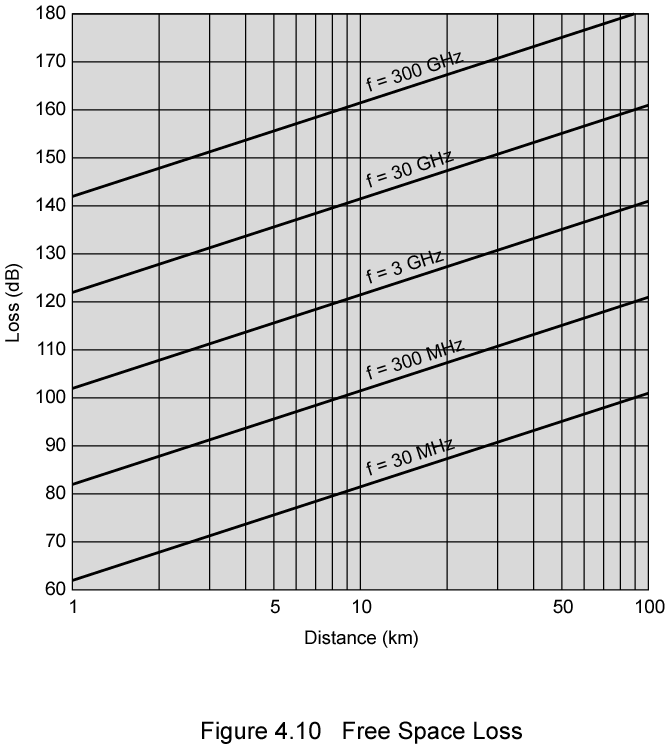 180
170
160
150
140
130
120
110
100
90
80
70
60
Loss (dB)
f = 300 GHz
f = 30 GHz
f = 3 GHz
f = 300 MHz
f = 30 MHz
1 5 10 50 100
Distance (km)
Figure 4.10 Free Space Loss